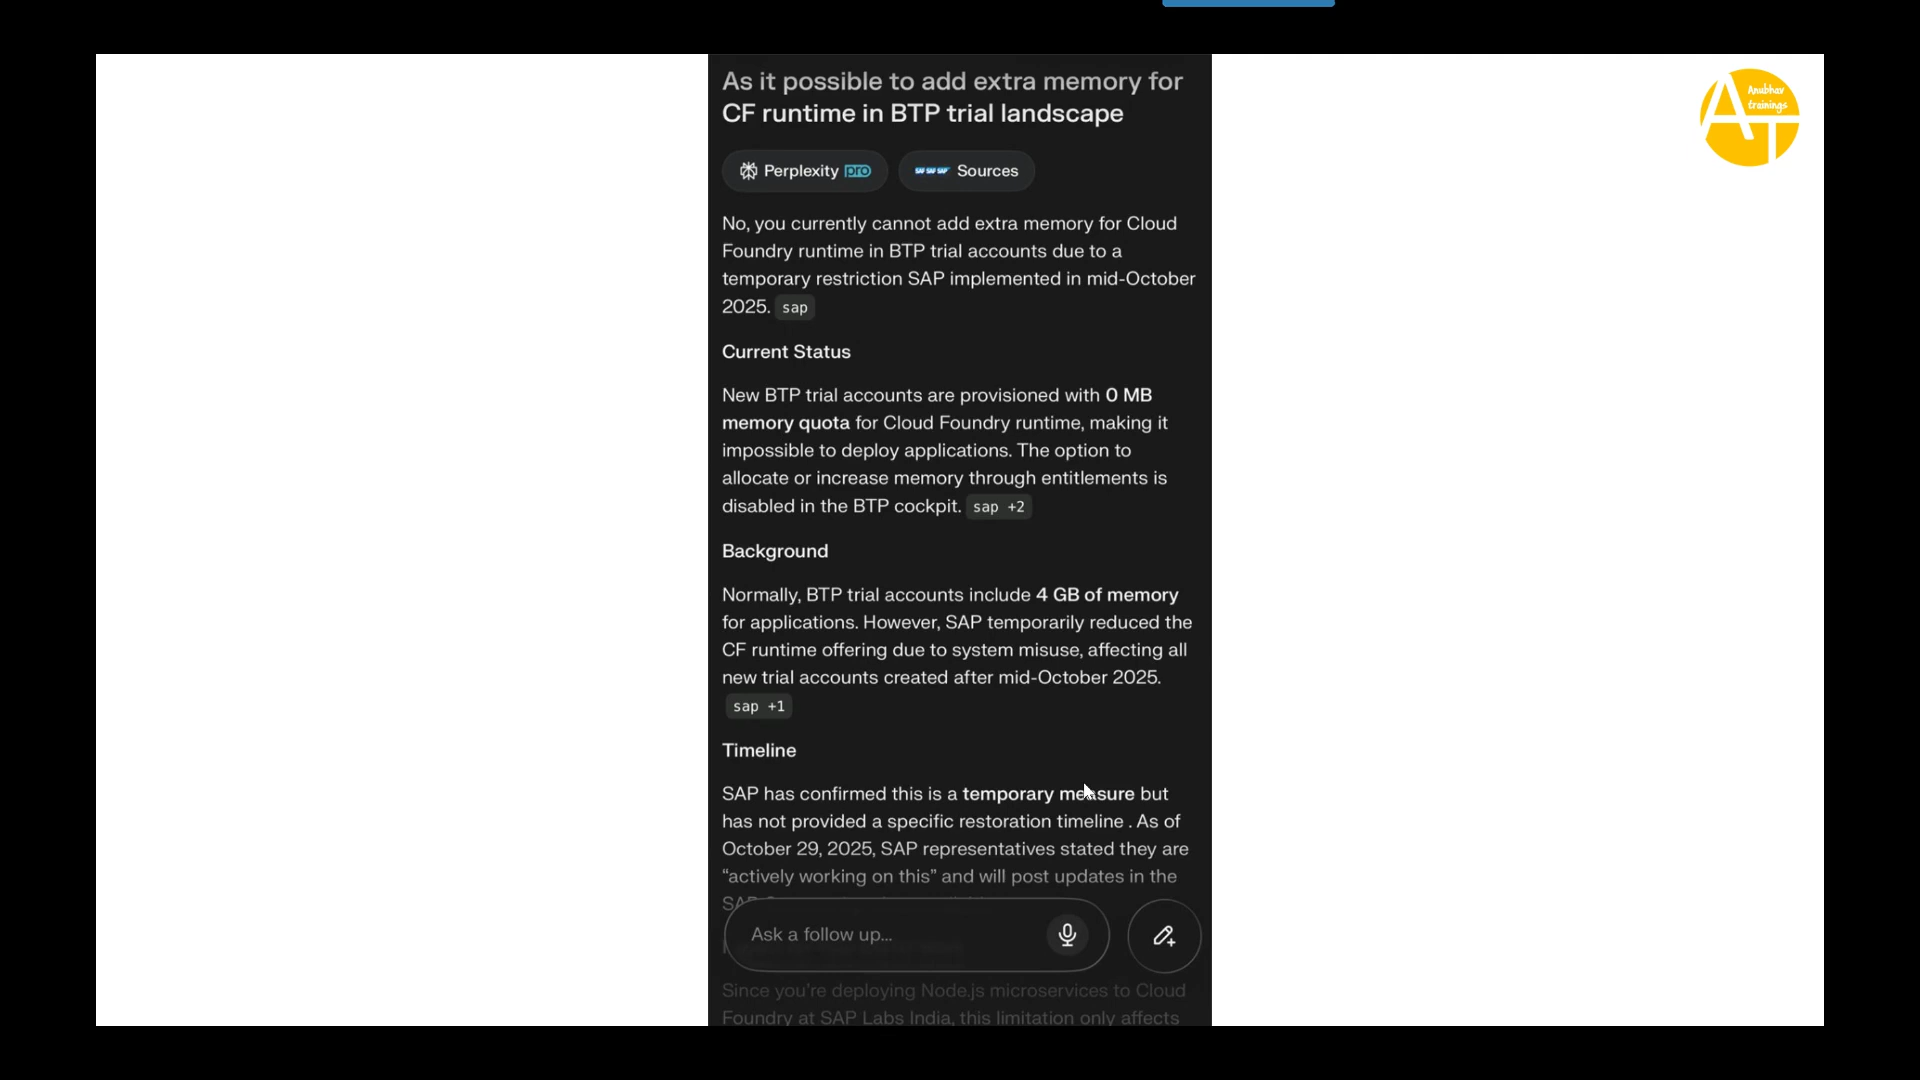 As it possible to add extra memory for
CF runtime in BTP trial landscape
Anubhav
trainings
AT
Perplexity pro
SAP SAP SAP Sources
No, you currently cannot add extra memory for Cloud
Foundry runtime in BTP trial accounts due to a
temporary restriction SAP implemented in mid-October
2025. sap
Current Status
New BTP trial accounts are provisioned with 0 MB
memory quota for Cloud Foundry runtime, making it
impossible to deploy applications. The option to
allocate or increase memory through entitlements is
disabled in the BTP cockpit. sap +2
Background
Normally, BTP trial accounts include 4 GB of memory
for applications. However, SAP temporarily reduced the
CF runtime offering due to system misuse, affecting all
new trial accounts created after mid-October 2025.
sap +1
Timeline
SAP has confirmed this is a temporary measure but
has not provided a specific restoration timeline . As of
October 29, 2025, SAP representatives stated they are
“actively working on this” and will post updates in the
Ask a follow up...
Since you're deploying Node.js microservices to Cloud
Foundry at SAP Labs India, this limitation only affects